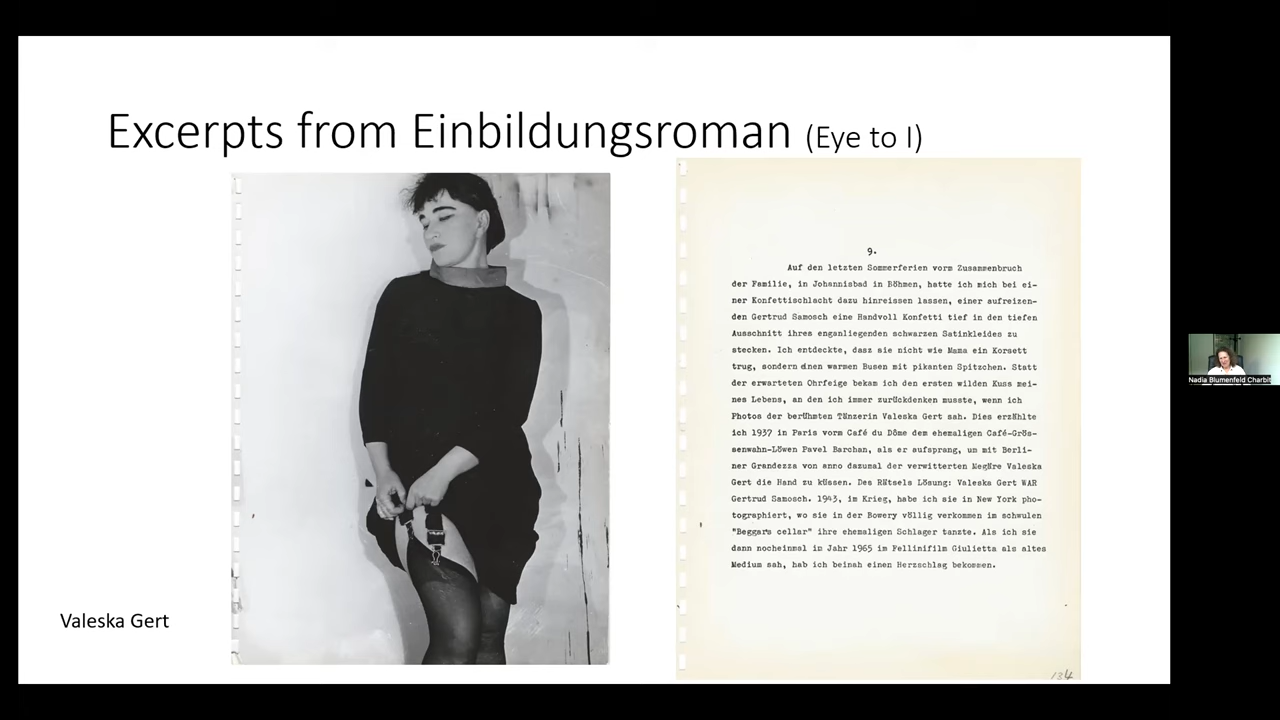 Excerpts from Einbildungsroman (Eye to I)
Valeska Gert
9.
Auf den letzten Sommerferien vorm Zusammenbruch
der Familie, in Johannisbad in Böhmen, hatte ich mich bei ei-
ner Konfettischlacht dazu hinreissen lassen, einer aufreizen-
den Gertrud Samosch eine Handvoll Konfetti tief in den tiefen
Ausschnitt ihres enganliegenden schwarzen Satinkleides zu
stecken. Ich entdeckte, dasz sie nicht wie Mama ein Korsett
trug, sondern einen warmen Busen mit pikanten Spitzchen. Statt
der erwarteten Ohrfeige bekam ich den ersten wilden Kuss mei-
nes Lebens, an den ich immer zurückdenken musste, wenn ich
Photos der berühmten Tänzerin Valeska Gert sah. Dies erzählte
ich 1937 in Paris vorm Café du Dôme dem ehemaligen Café-Grös-
senwahn-Löwen Pavel Barchan, als er aufsprang, um mit Berli-
ner Grandezza von anno dazumal der verwitterten Megäre Valeska
Gert die Hand zu küssen. Des Rätsels Lösung: Valeska Gert WAR
Gertrud Samosch. 1943, im Krieg, habe ich sie in New York pho-
tographiert, wo sie in der Bowery völlig verkommen im schwulen
"Beggars cellar" ihre ehemaligen Schlager tanzte. Als ich sie
dann nocheinmal im Jahr 1965 im Fellinifilm Giulietta als altes
Medium sah, hab ich beinah einen Herzschlag bekommen.
134
Nadia Blumenfeld Charbit